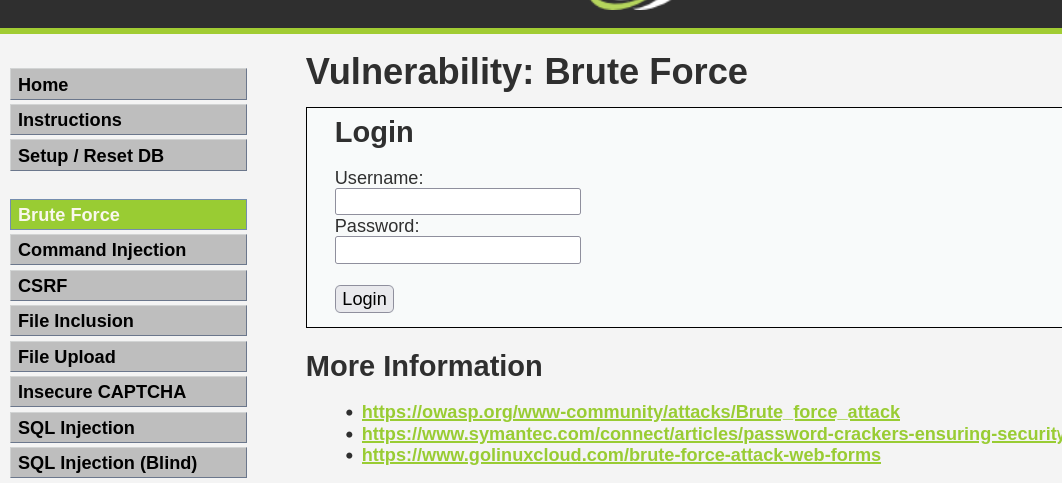 Home
Instructions
Setup / Reset DB
Brute Force
Command Injection
CSRF
File Inclusion
File Upload
Insecure CAPTCHA
SQL Injection
SQL Injection (Blind)
Vulnerability: Brute Force
Login
Username:
Password:
Login
More Information
https://owasp.org/www-community/attacks/Brute_force_attack
https://www.symantec.com/connect/articles/password-crackers-ensuring-security
https://www.golinuxcloud.com/brute-force-attack-web-forms